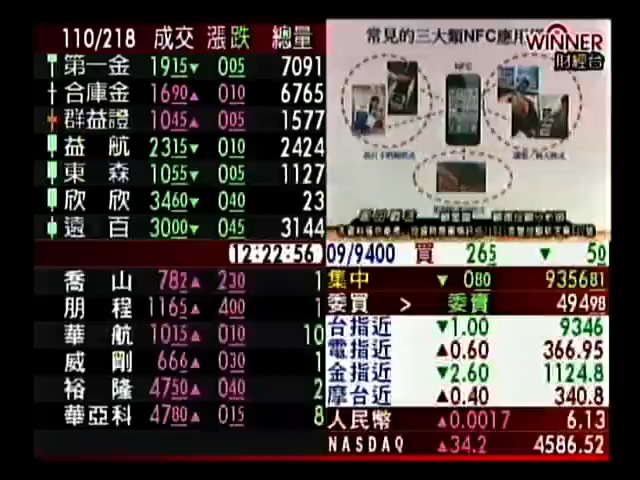 110/218 成交 漲跌 總量
第一金 1915▼ 005 7091
合庫金 1690▲ 010 6765
群益證 1045▲ 005 1577
益航 2315▼ 010 2424
東森 1055▼ 005 1127
欣欣 3460▼ 040 23
遠百 3000▼ 045 3144
12:22:56
喬山 782▲ 230 1
朋程 1165▲ 400 1
華航 1015▲ 010 10
威剛 666▲ 030 1
裕隆 4750▲ 040 2
華亞科 4780▲ 015 8
常見的三大類NFC應用
WINNER
財經台
NFC
09/9400 買 265 ▼ 50
集中 ▼ 080 935681
委買 > 委賣 49498
台指近 ▼1.00 9346
電指近 ▲0.60 366.95
金指近 ▼2.60 1124.8
摩台近 ▲0.40 340.8
人民幣 ▲0.0017 6.13
NASDAQ ▲34.2 4586.52